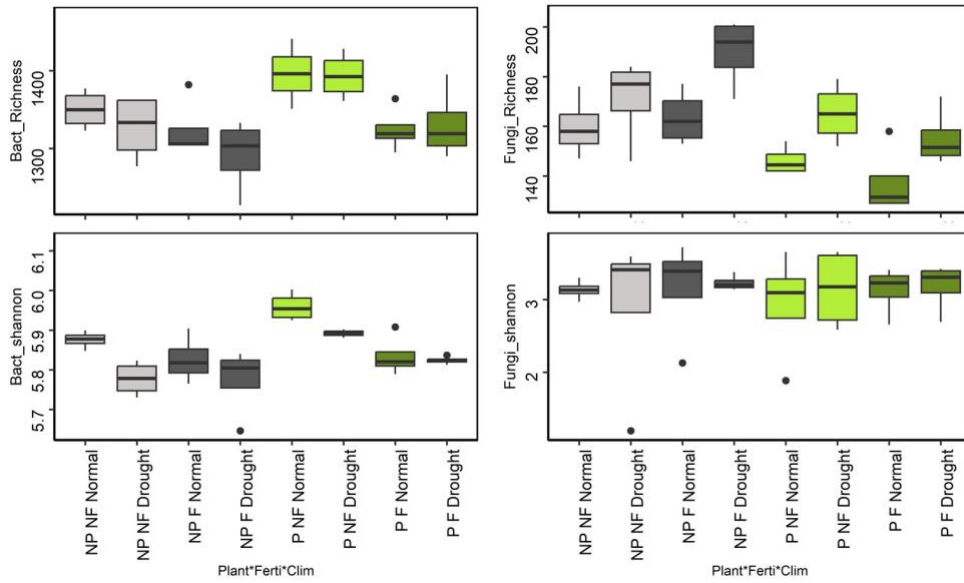 Bact_Richness
1400
1300
Fungi_Richness
200
180
160
140
Bact_shannon
6.1
6.0
5.9
5.8
5.7
Fungi_shannon
3
2
NP NF Normal
NP NF Drought
NP F Normal
NP F Drought
P NF Normal
P NF Drought
P F Normal
P F Drought
Plant*Ferti*Clim
NP NF Normal
NP NF Drought
NP F Normal
NP F Drought
P NF Normal
P NF Drought
P F Normal
P F Drought
Plant*Ferti*Clim